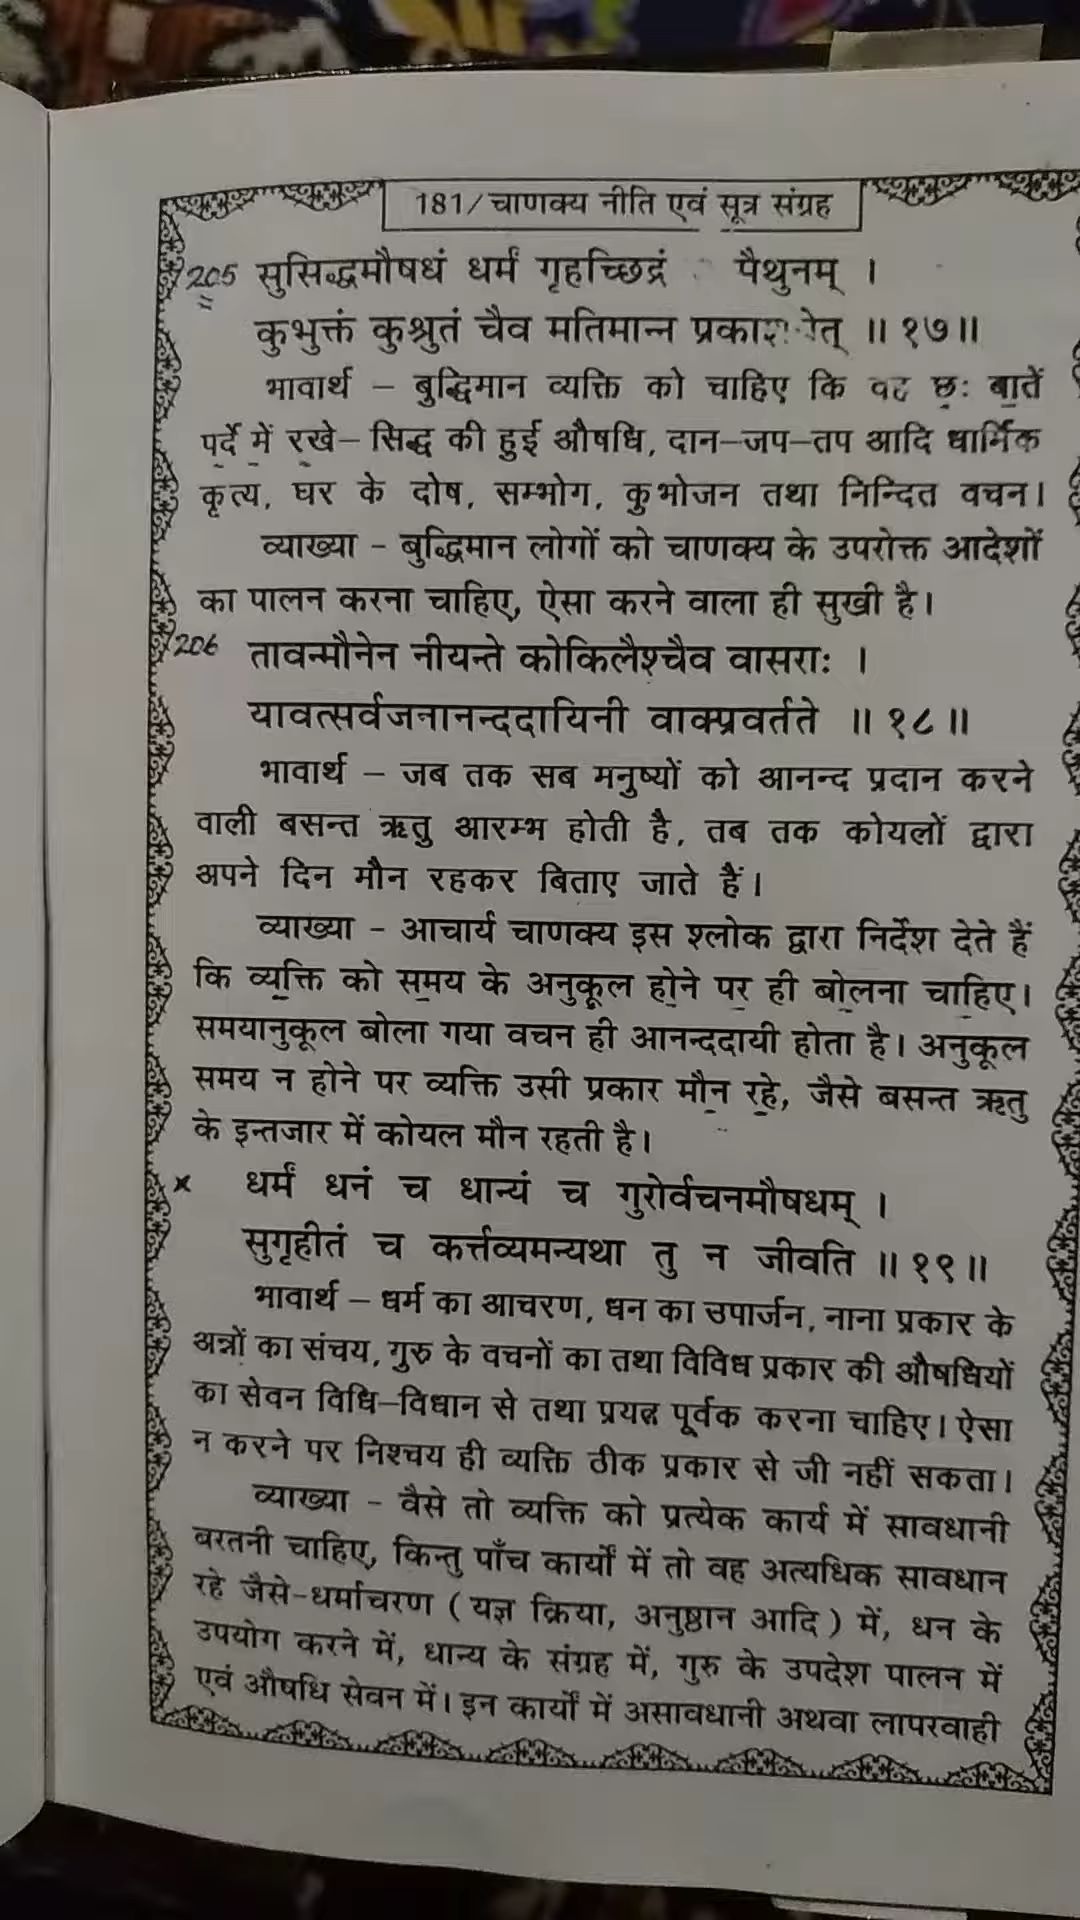 181/चाणक्य नीति एवं सूत्र संग्रह
205 सुसिद्धमौषधं धर्मं गृहच्छिद्रं पैथुनम् ।
कुभुक्तं कुश्रुतं चैव मतिमान्न ॥ १७॥
भावार्थ – बुद्धिमान व्यक्ति को चाहिए कि छः बातें
पर्दे में रखे– सिद्ध की हुई औषधि, दान–जप–तप आदि धार्मिक
कृत्य, घर के दोष, सम्भोग, कुभोजन तथा निन्दित वचन।
व्याख्या - बुद्धिमान लोगों को चाणक्य के उपरोक्त आदेशों
का पालन करना चाहिए, ऐसा करने वाला ही सुखी है।
206 तावन्मौनेन नीयन्ते कोकिलैश्चैव वासराः ।
यावत्सर्वजनानन्ददायिनी वाक्प्रवर्तते ॥ १८॥
भावार्थ – जब तक सब मनुष्यों को आनन्द प्रदान करने
वाली बसन्त ऋतु आरम्भ होती है, तब तक कोयलों द्वारा
अपने दिन मौन रहकर बिताए जाते हैं।
व्याख्या - आचार्य चाणक्य इस श्लोक द्वारा निर्देश देते हैं
कि व्यक्ति को समय के अनुकूल होने पर ही बोलना चाहिए।
समयानुकूल बोला गया वचन ही आनन्ददायी होता है। अनुकूल
समय न होने पर व्यक्ति उसी प्रकार मौन रहे, जैसे बसन्त ऋतु
के इन्तजार में कोयल मौन रहती है।
x धर्मं धनं च धान्यं च गुरोर्वचनमौषधम् ।
सुगृहीतं च कर्त्तव्यमन्यथा तु न जीवति ॥ १९॥
भावार्थ – धर्म का आचरण, धन का उपार्जन, नाना प्रकार के
अन्नों का संचय, गुरु के वचनों का तथा विविध प्रकार की औषधियों
का सेवन विधि–विधान से तथा प्रयत्न पूर्वक करना चाहिए। ऐसा
न करने पर निश्चय ही व्यक्ति ठीक प्रकार से जी नहीं सकता।
व्याख्या - वैसे तो व्यक्ति को प्रत्येक कार्य में सावधानी
बरतनी चाहिए, किन्तु पाँच कार्यों में तो वह अत्यधिक सावधान
रहे जैसे-धर्माचरण ( यज्ञ क्रिया, अनुष्ठान आदि ) में, धन के
उपयोग करने में, धान्य के संग्रह में, गुरु के उपदेश पालन में
एवं औषधि सेवन में। इन कार्यों में असावधानी अथवा लापरवाही